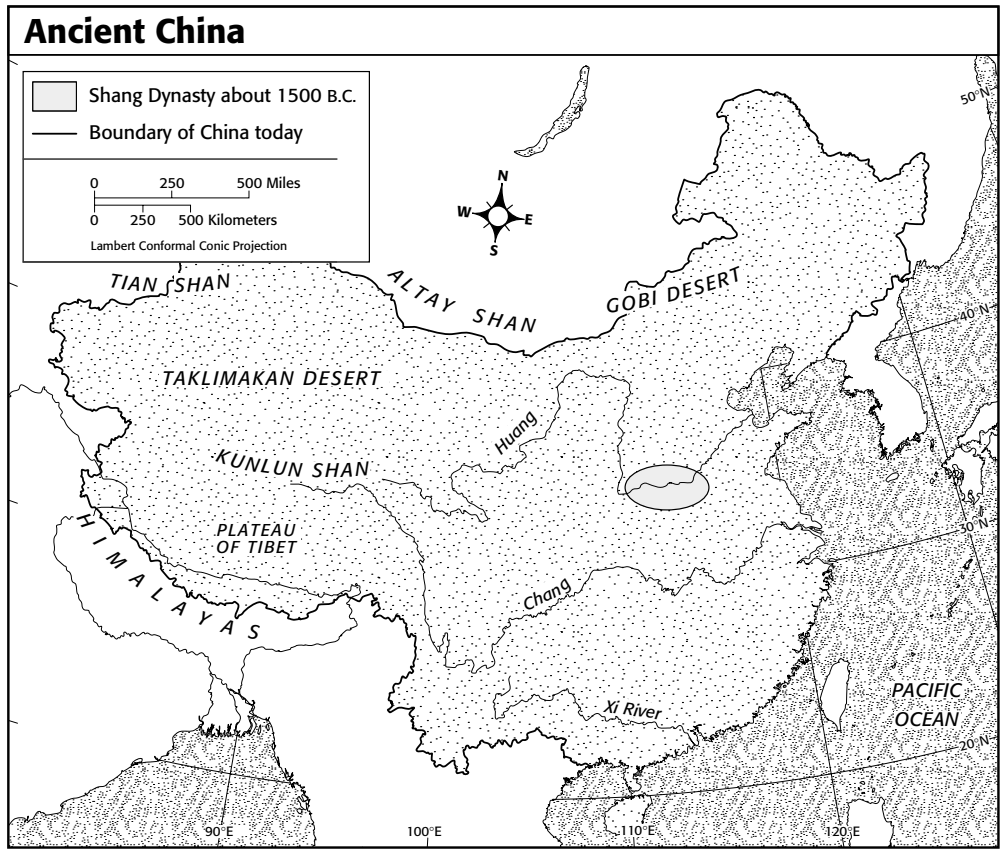 Ancient China
Shang Dynasty about 1500 B.C.
Boundary of China today
0 250 500 Miles
0 250 500 Kilometers
Lambert Conformal Conic Projection
N
W E
S
50°N
TIAN SHAN
ALTAY SHAN
GOBI DESERT
40°N
TAKLIMAKAN DESERT
Huang
KUNLUN SHAN
PLATEAU
OF TIBET
30°N
HIMALAYAS
Chang
Xi River
PACIFIC
OCEAN
20°N
90°E 100°E 110°E 120°E